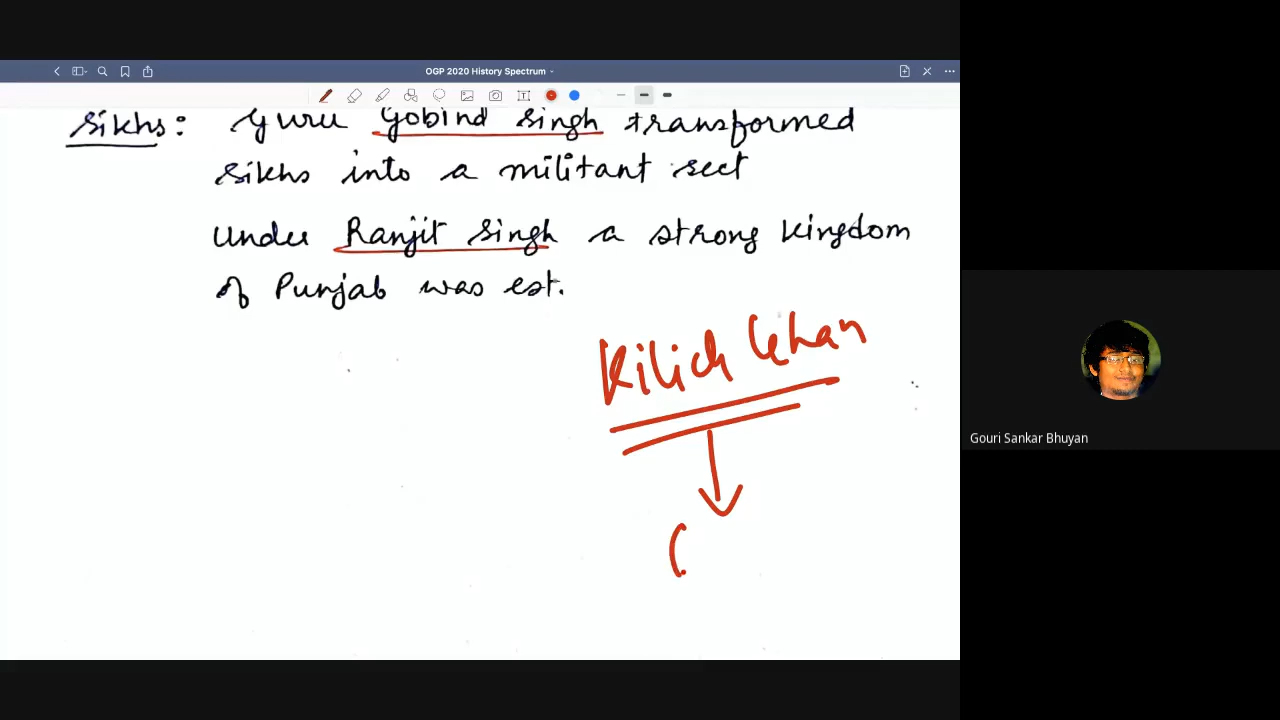 OGP 2020 History Spectrum
Sikhs: Guru Gobind Singh transformed
Sikhs into a militant sect
Under Ranjit Singh a strong kingdom
of Punjab was est.
Kilich Khan
Gouri Sankar Bhuyan